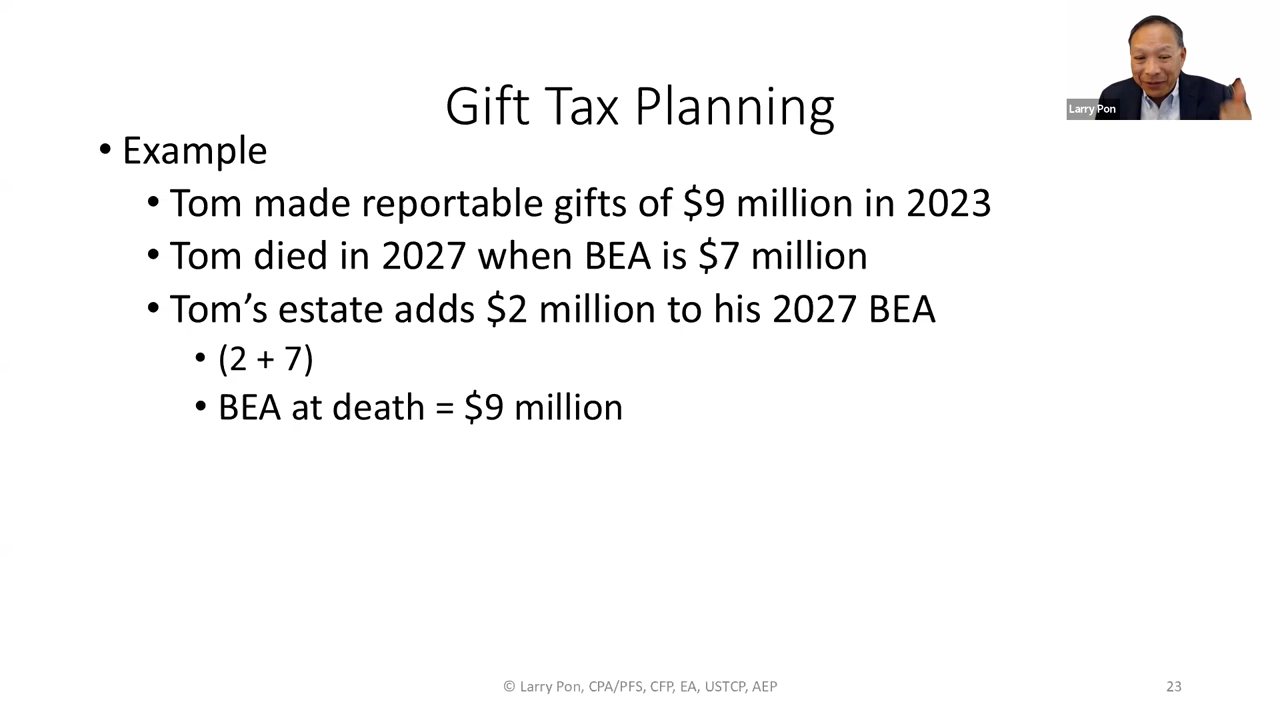 Gift Tax Planning
Larry Pon
• Example
• Tom made reportable gifts of $9 million in 2023
• Tom died in 2027 when BEA is $7 million
• Tom’s estate adds $2 million to his 2027 BEA
• (2 + 7)
• BEA at death = $9 million
© Larry Pon, CPA/PFS, CFP, EA, USTCP, AEP
23